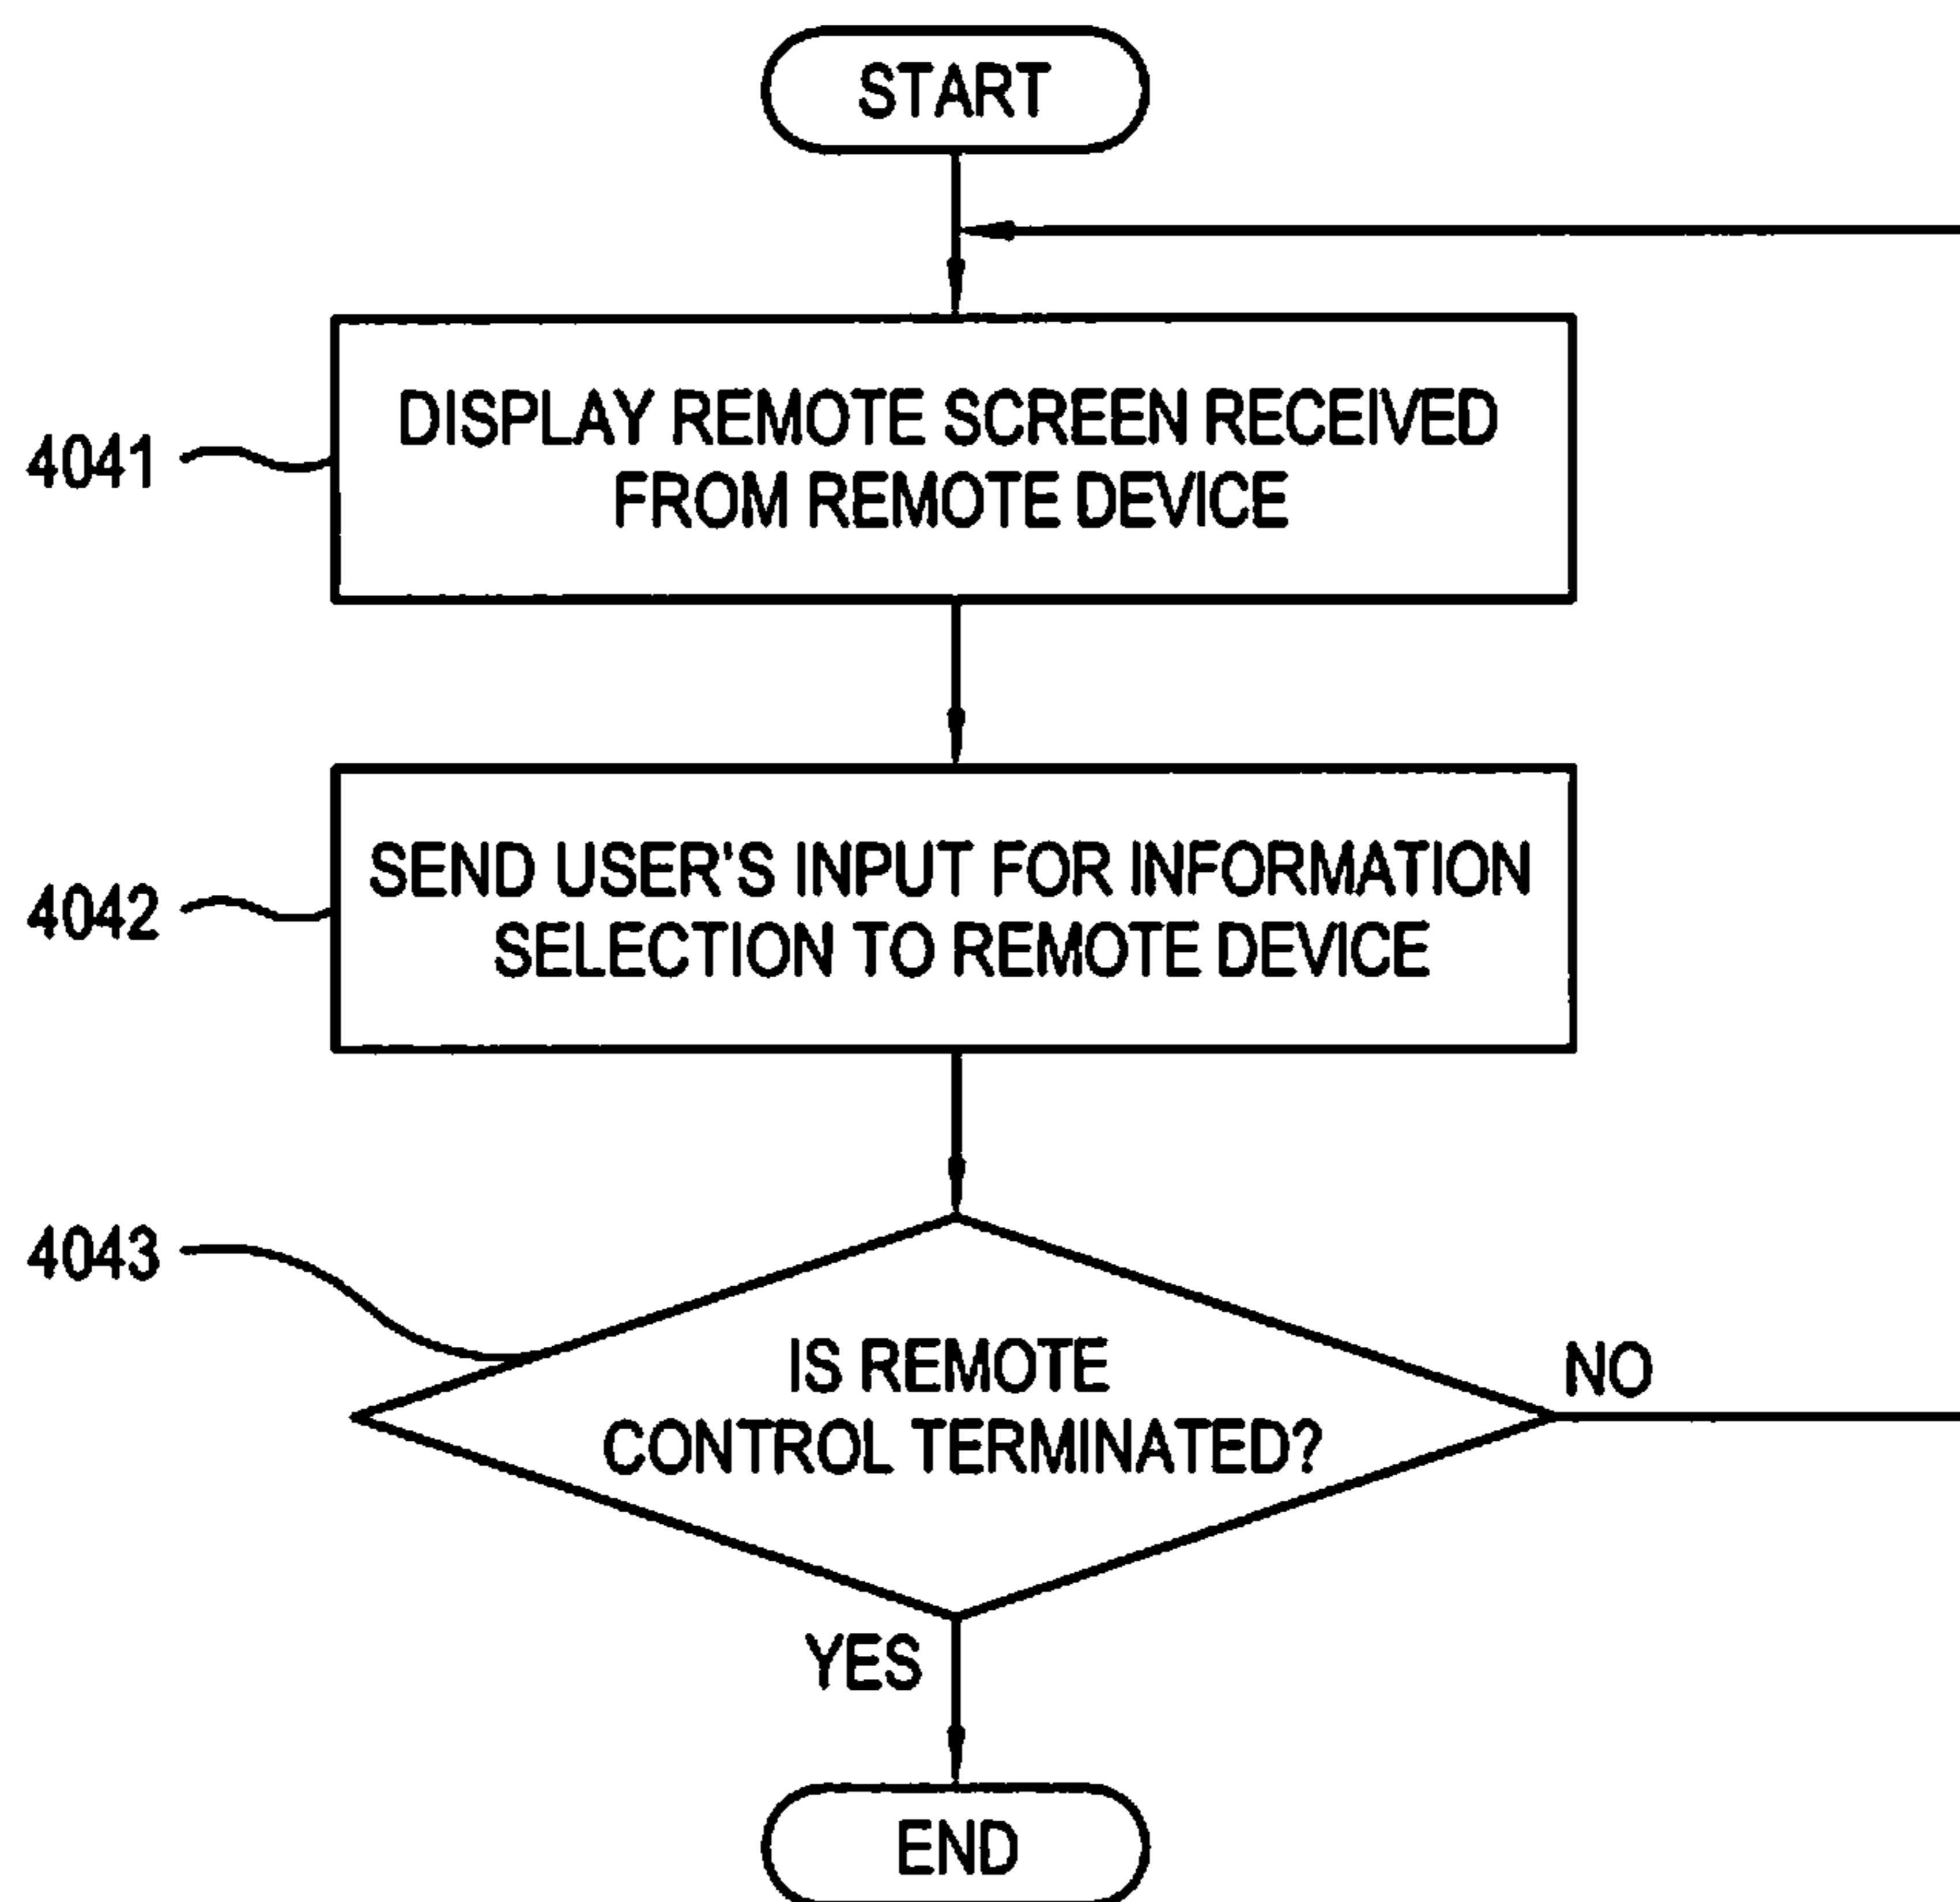 START
DISPLAY REMOTE SCREEN RECEIVED
FROM REMOTE DEVICE
4041
SEND USER'S INPUT FOR INFORMATION
SELECTION TO REMOTE DEVICE
4042
4043
IS REMOTE
CONTROL TERMINATED?
NO
YES
END